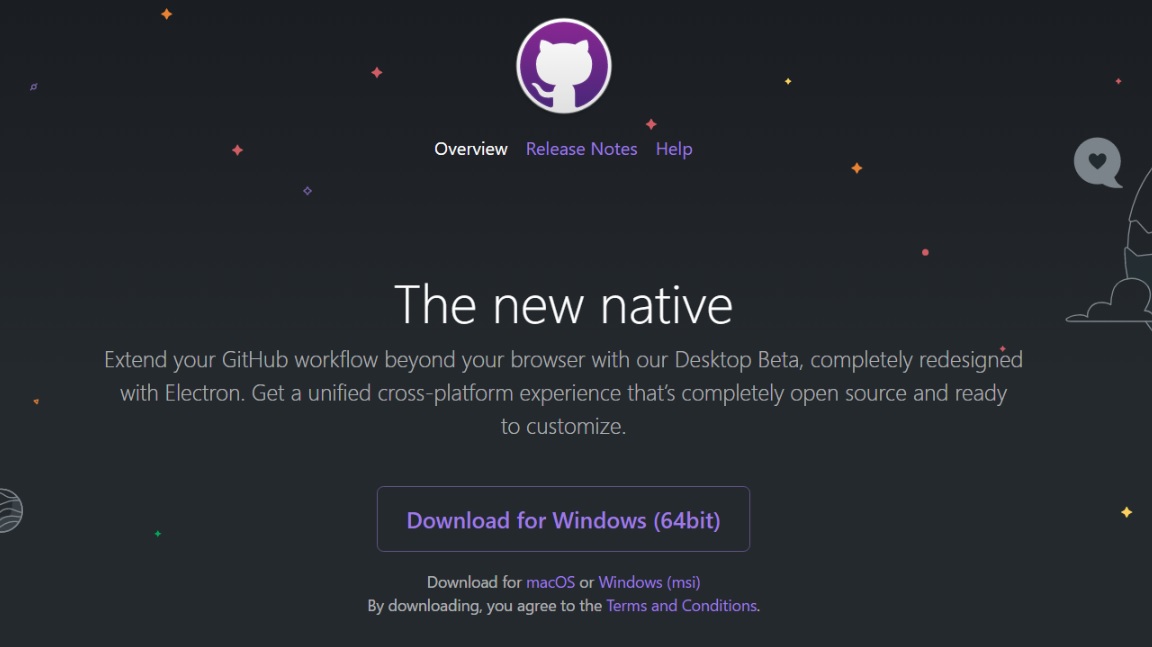 Overview Release Notes Help
The new native
Extend your GitHub workflow beyond your browser with our Desktop Beta, completely redesigned
with Electron. Get a unified cross-platform experience that's completely open source and ready
to customize.
Download for Windows (64bit)
Download for macOS or Windows (msi)
By downloading, you agree to the Terms and Conditions.